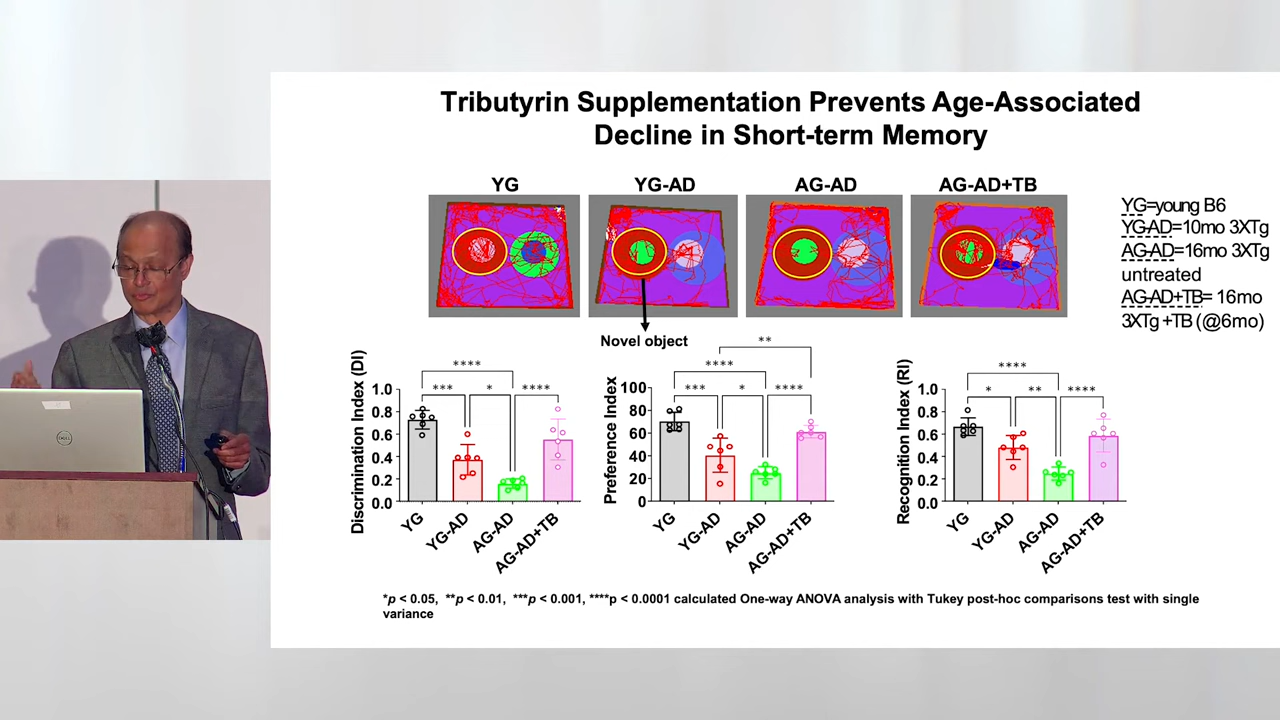 Tributyrin Supplementation Prevents Age-Associated
Decline in Short-term Memory
YG
YG-AD
AG-AD
AG-AD+TB
YG=young B6
YG-AD=10mo 3XTg
AG-AD=16mo 3XTg
untreated
AG-AD+TB= 16mo
3XTg +TB (@6mo)
Novel object
Discrimination Index (DI)
1.0
0.8
0.6
0.4
0.2
0.0
****
***
*
****
YG
YG-AD
AG-AD
AG-AD+TB
Preference Index
100
80
60
40
20
0
**
****
***
*
****
YG
YG-AD
AG-AD
AG-AD+TB
Recognition Index (RI)
1.0
0.8
0.6
0.4
0.2
0.0
****
*
**
****
YG
YG-AD
AG-AD
AG-AD+TB
*p < 0.05, **p < 0.01, ***p < 0.001, ****p < 0.0001 calculated One-way ANOVA analysis with Tukey post-hoc comparisons test with single
variance
DELL